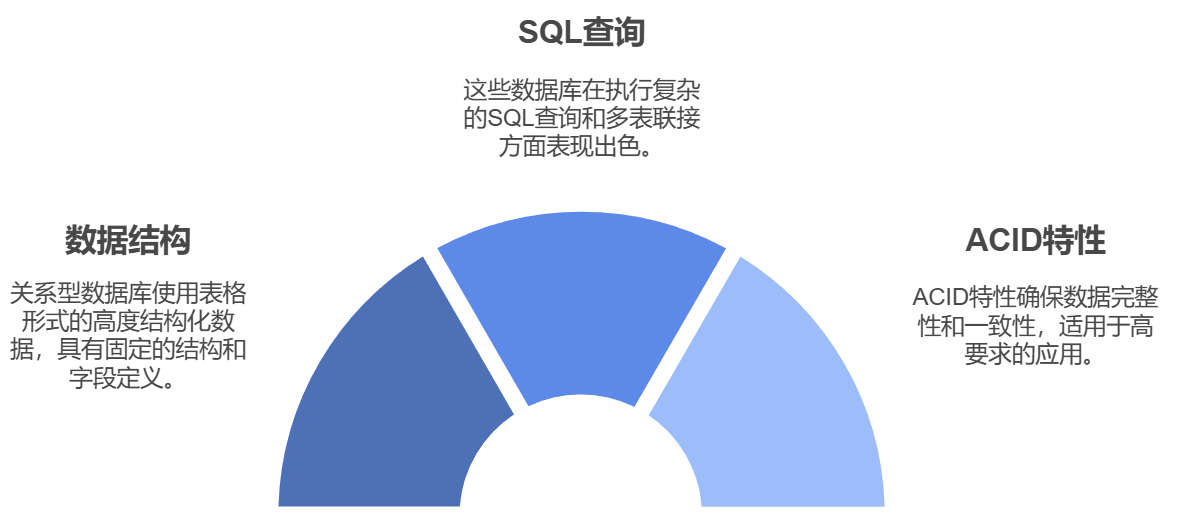 SQL查询
这些数据库在执行复杂
的SQL查询和多表联接
方面表现出色。
数据结构
关系型数据库使用表格
形式的高度结构化数
据，具有固定的结构和
字段定义。
ACID特性
ACID特性确保数据完整
性和一致性，适用于高
要求的应用。